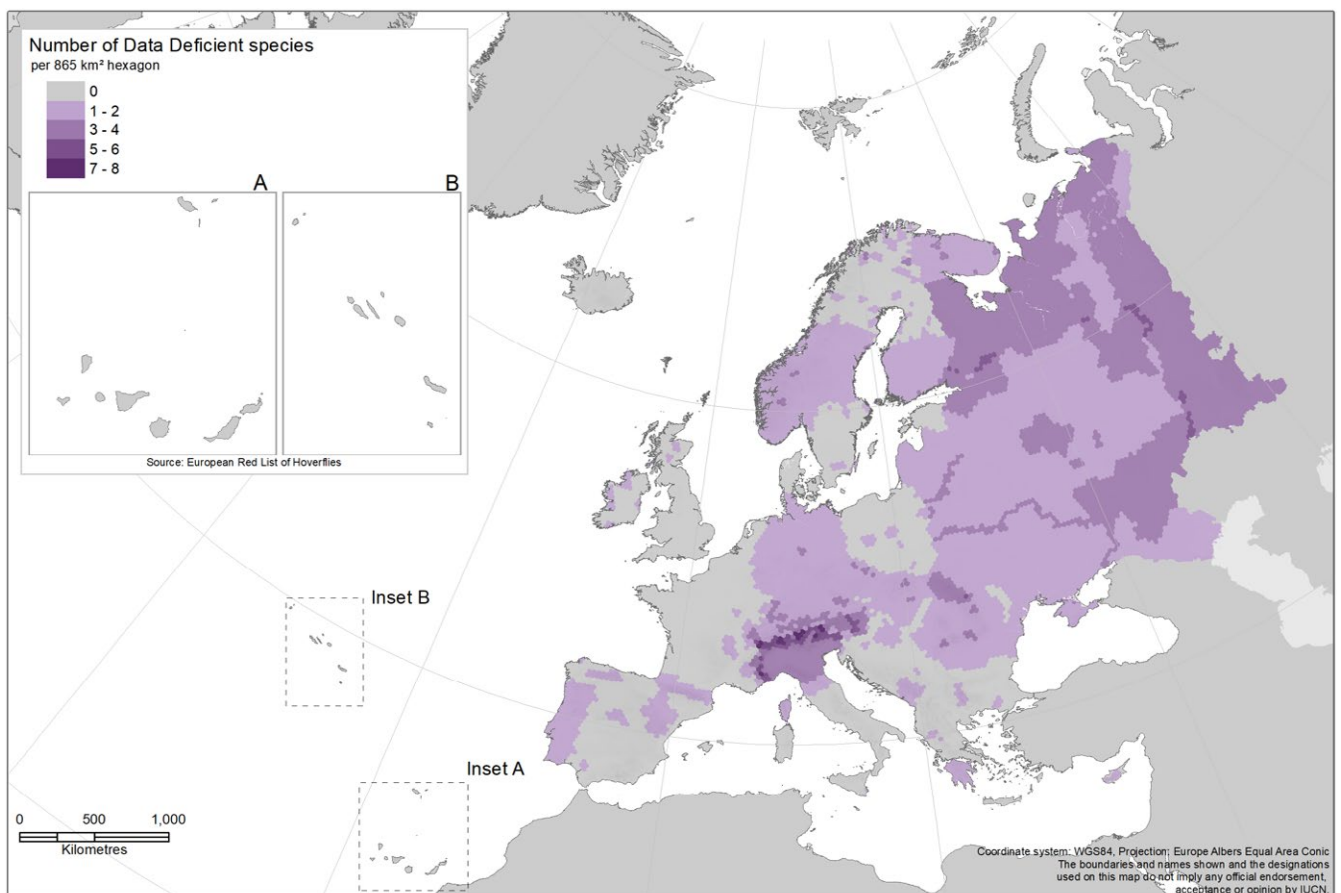 Number of Data Deficient species
per 865 km² hexagon
0
1 - 2
3 - 4
5 - 6
7 - 8
A
B
Source: European Red List of Hoverflies
Inset B
Inset A
0 500 1,000
Kilometres
Coordinate system: WGS84, Projection: Europe Albers Equal Area Conic
The boundaries and names shown and the designations
used on this map do not imply any official endorsement,
acceptance or opinion by IUCN.